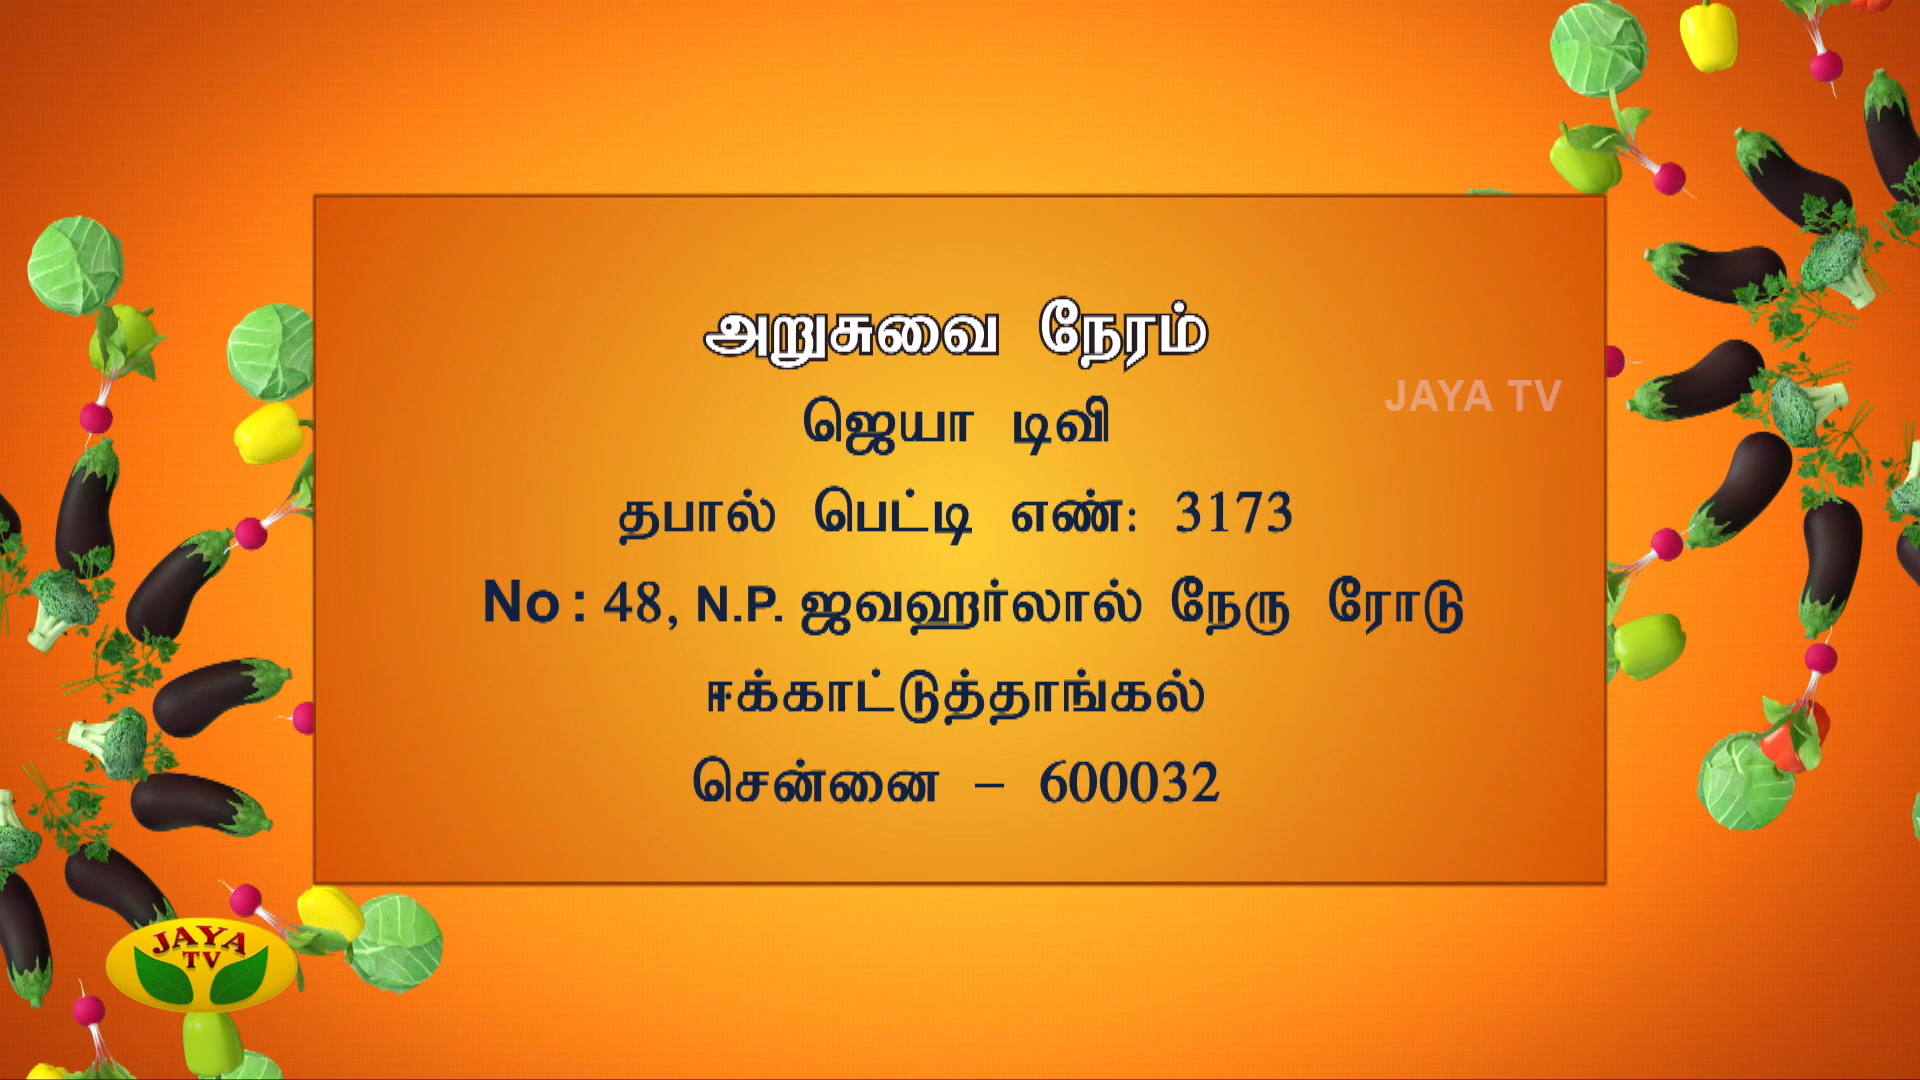 அறுசுவை நேரம்
JAYA TV
ஜெயா டிவி
தபால் பெட்டி எண்: 3173
No : 48, N.P. ஜவஹர்லால் நேரு ரோடு
ஈக்காட்டுத்தாங்கல்
சென்னை – 600032
JAYA
TV